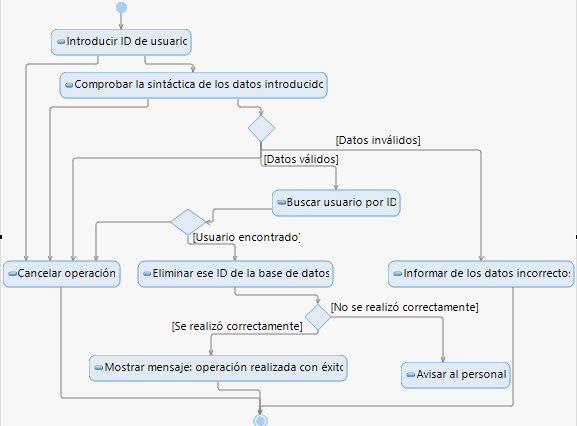 Introducir ID de usuario
Comprobar la sintáctica de los datos introducido
[Datos inválidos]
[Datos válidos]
Buscar usuario por ID
[Usuario encontrado]
Cancelar operación
Eliminar ese ID de la base de datos
Informar de los datos incorrectos
[No se realizó correctamente]
[Se realizó correctamente]
Mostrar mensaje: operación realizada con éxito
Avisar al personal